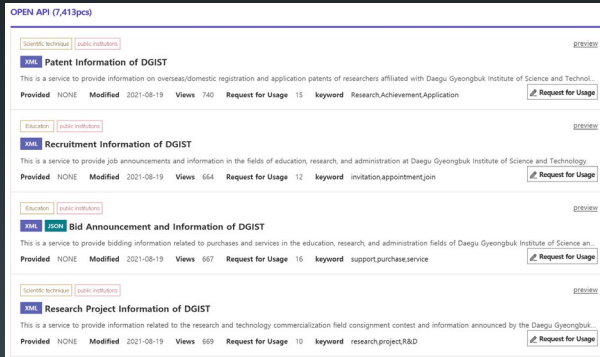 OPEN API (7,413pcs)
Scientific technique public institutions preview
XML Patent Information of DGIST
This is a service to provide information on overseas/domestic registration and application patents of researchers affiliated with Daegu Gyeongbuk Institute of Science and Technol...
Provided NONE Modified 2021-08-19 Views 740 Request for Usage 15 keyword Research,Achievement,Application Request for Usage
Education public institutions preview
XML Recruitment Information of DGIST
This is a service to provide job announcements and information in the fields of education, research, and administration at Daegu Gyeongbuk Institute of Science and Technology.
Provided NONE Modified 2021-08-19 Views 664 Request for Usage 12 keyword invitation,appointment,join Request for Usage
Education public institutions preview
XML JSON Bid Announcement and Information of DGIST
This is a service to provide bidding information related to purchases and services in the education, research, and administration fields of Daegu Gyeongbuk Institute of Science an...
Provided NONE Modified 2021-08-19 Views 667 Request for Usage 16 keyword support,purchase,service Request for Usage
Scientific technique public institutions preview
XML Research Project Information of DGIST
This is a service to provide information related to the research and technology commercialization field consignment contest and information announced by the Daegu Gyeongbuk...
Provided NONE Modified 2021-08-19 Views 669 Request for Usage 10 keyword research,project,R&D Request for Usage